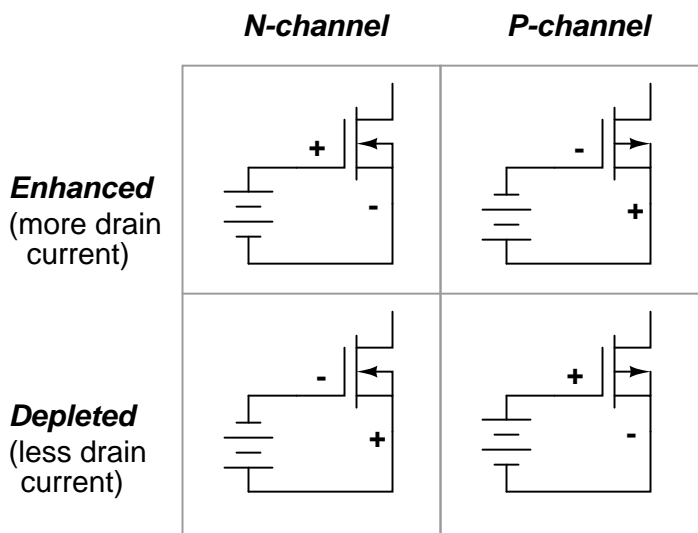 N-channel P-channel
+ -
Enhanced
(more drain
current)
- +
- +
Depleted
(less drain
current)
+ -